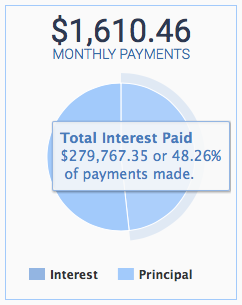 $1,610.46
MONTHLY PAYMENTS
Total Interest Paid
$279,767.35 or 48.26%
of payments made.
Interest
Principal